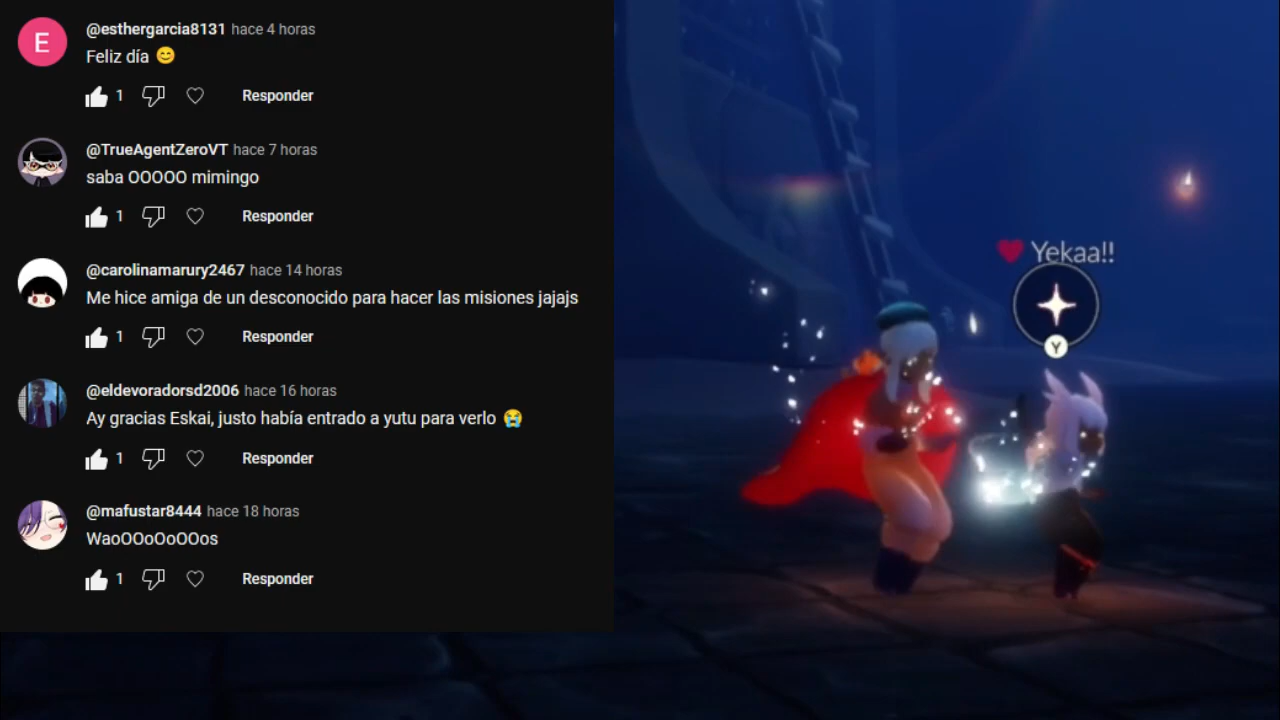 @esthergarcia8131 hace 4 horas
Feliz día 😊
1 Responder
@TrueAgentZeroVT hace 7 horas
saba OOOOO mimingo
1 Responder
@carolinamarury2467 hace 14 horas
Me hice amiga de un desconocido para hacer las misiones jajajs
1 Responder
@eldevoradorsd2006 hace 16 horas
Ay gracias Eskai, justo había entrado a yutu para verlo 😭
1 Responder
@mafustar8444 hace 18 horas
WaoOOoOoOOos
1 Responder
E
Yekaa!!
Y